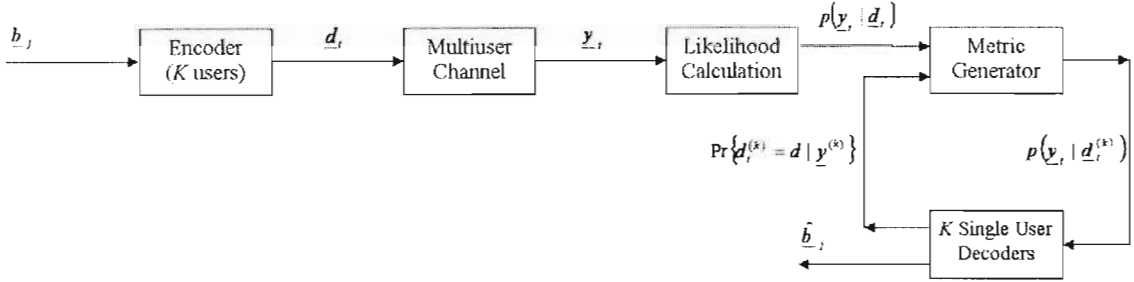 b_j
Encoder
(K users)
d_t
Multiuser
Channel
y_t
Likelihood
Calculation
p(y_t | d_t)
Metric
Generator
Pr{d_t^(k) = d | y^(k)}
p(y_t | d_t^(k))
K Single User
Decoders
b̂_j